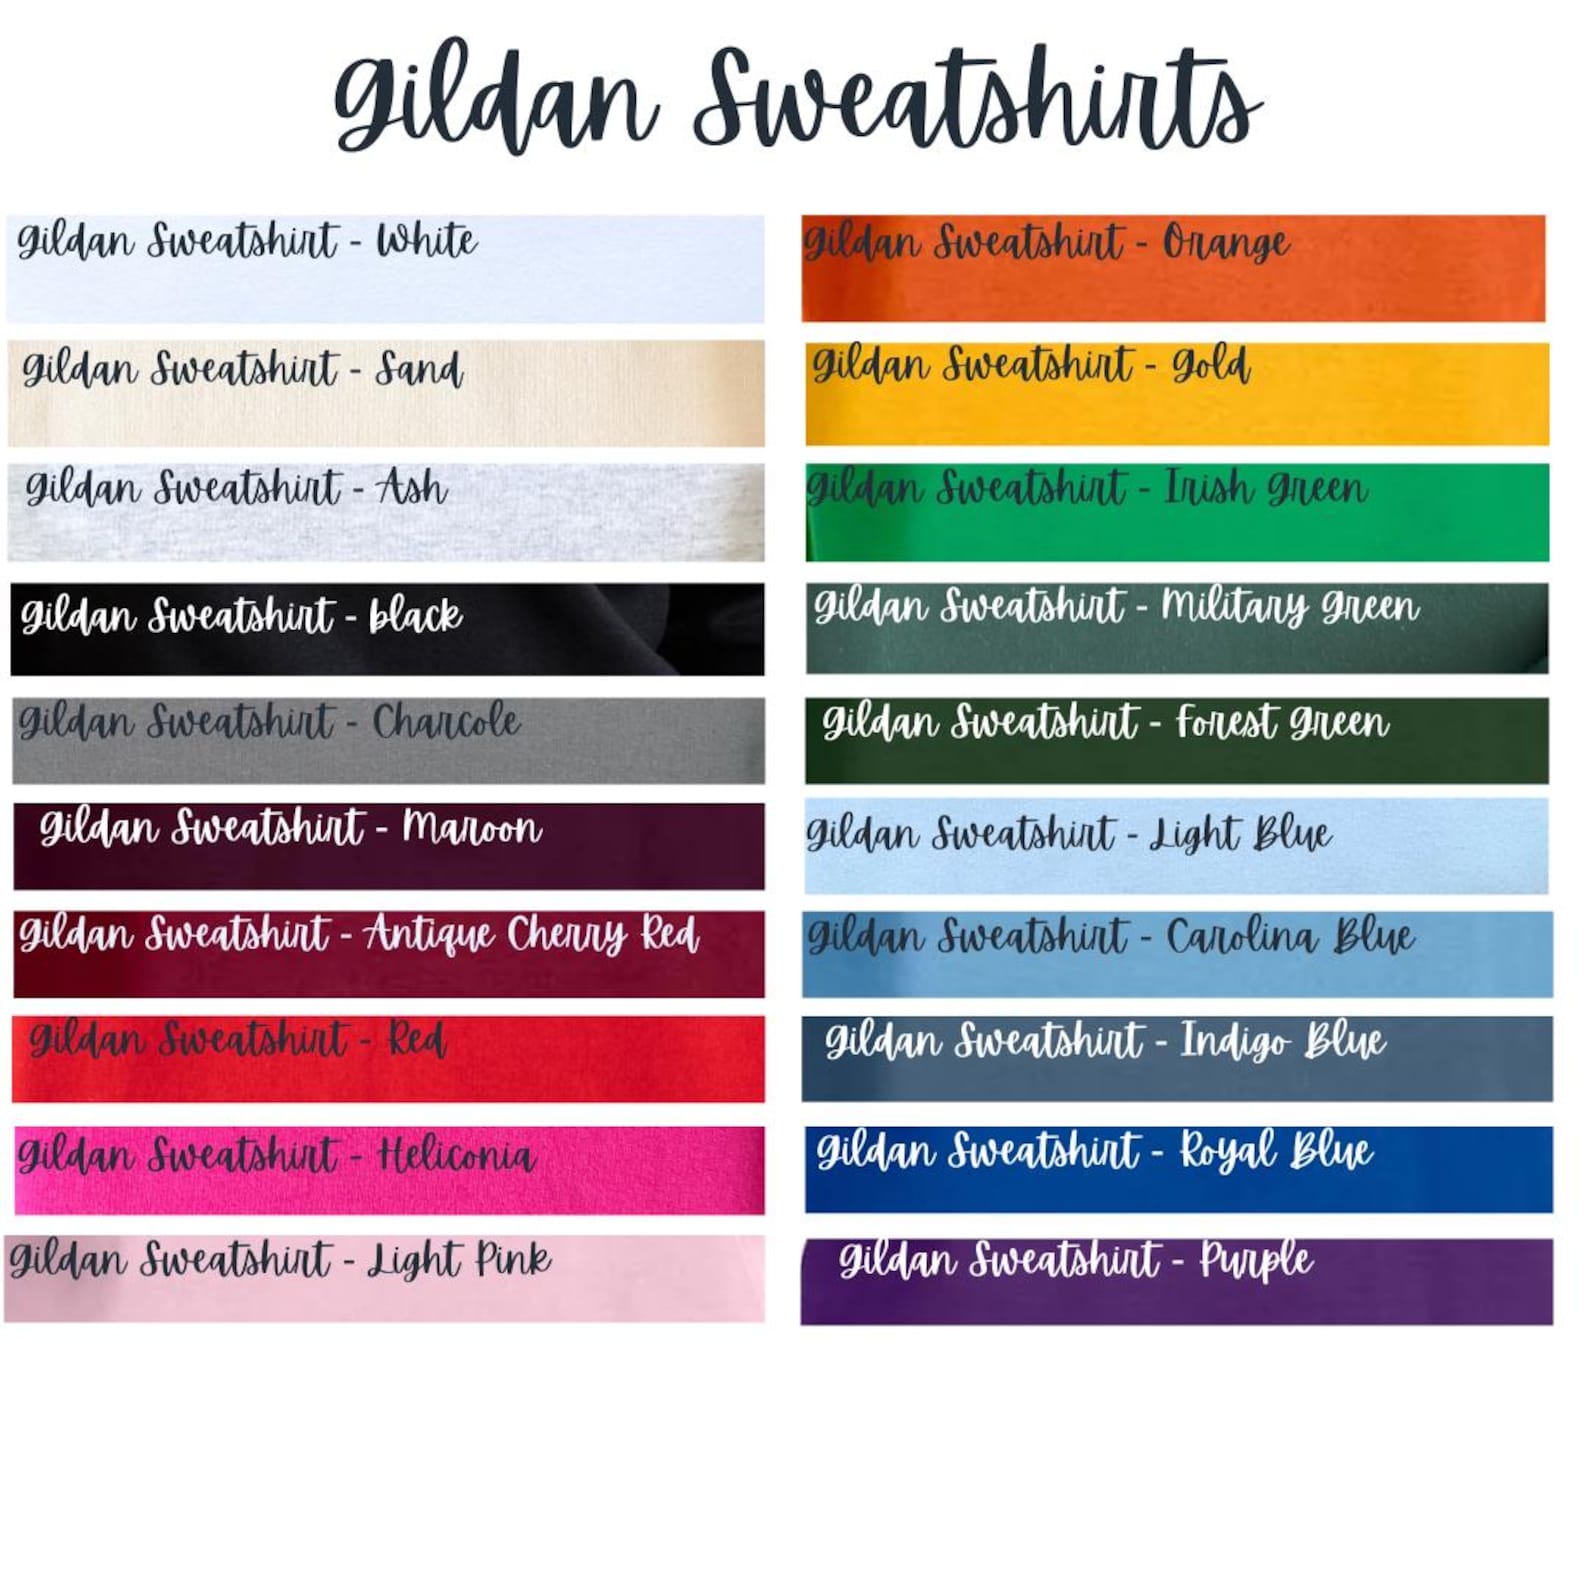 Gildan Sweatshirts
Gildan Sweatshirt - White
Gildan Sweatshirt - Sand
Gildan Sweatshirt - Ash
Gildan Sweatshirt - black
Gildan Sweatshirt - Charcole
Gildan Sweatshirt - Maroon
Gildan Sweatshirt - Antique Cherry Red
Gildan Sweatshirt - Red
Gildan Sweatshirt - Heliconia
Gildan Sweatshirt - Light Pink
Gildan Sweatshirt - Orange
Gildan Sweatshirt - Gold
Gildan Sweatshirt - Irish Green
Gildan Sweatshirt - Military Green
Gildan Sweatshirt - Forest Green
Gildan Sweatshirt - Light Blue
Gildan Sweatshirt - Carolina Blue
Gildan Sweatshirt - Indigo Blue
Gildan Sweatshirt - Royal Blue
Gildan Sweatshirt - Purple